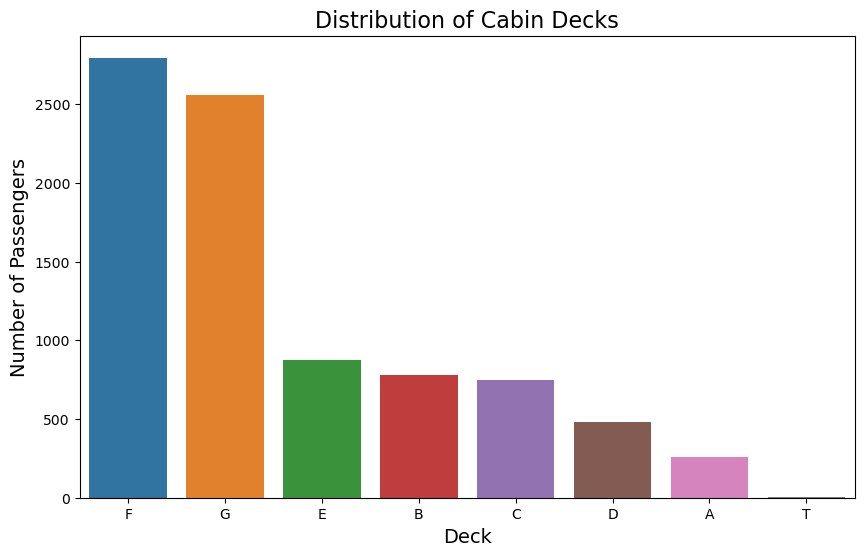 Distribution of Cabin Decks
Number of Passengers
2500
2000
1500
1000
500
0
F G E B C D A T
Deck